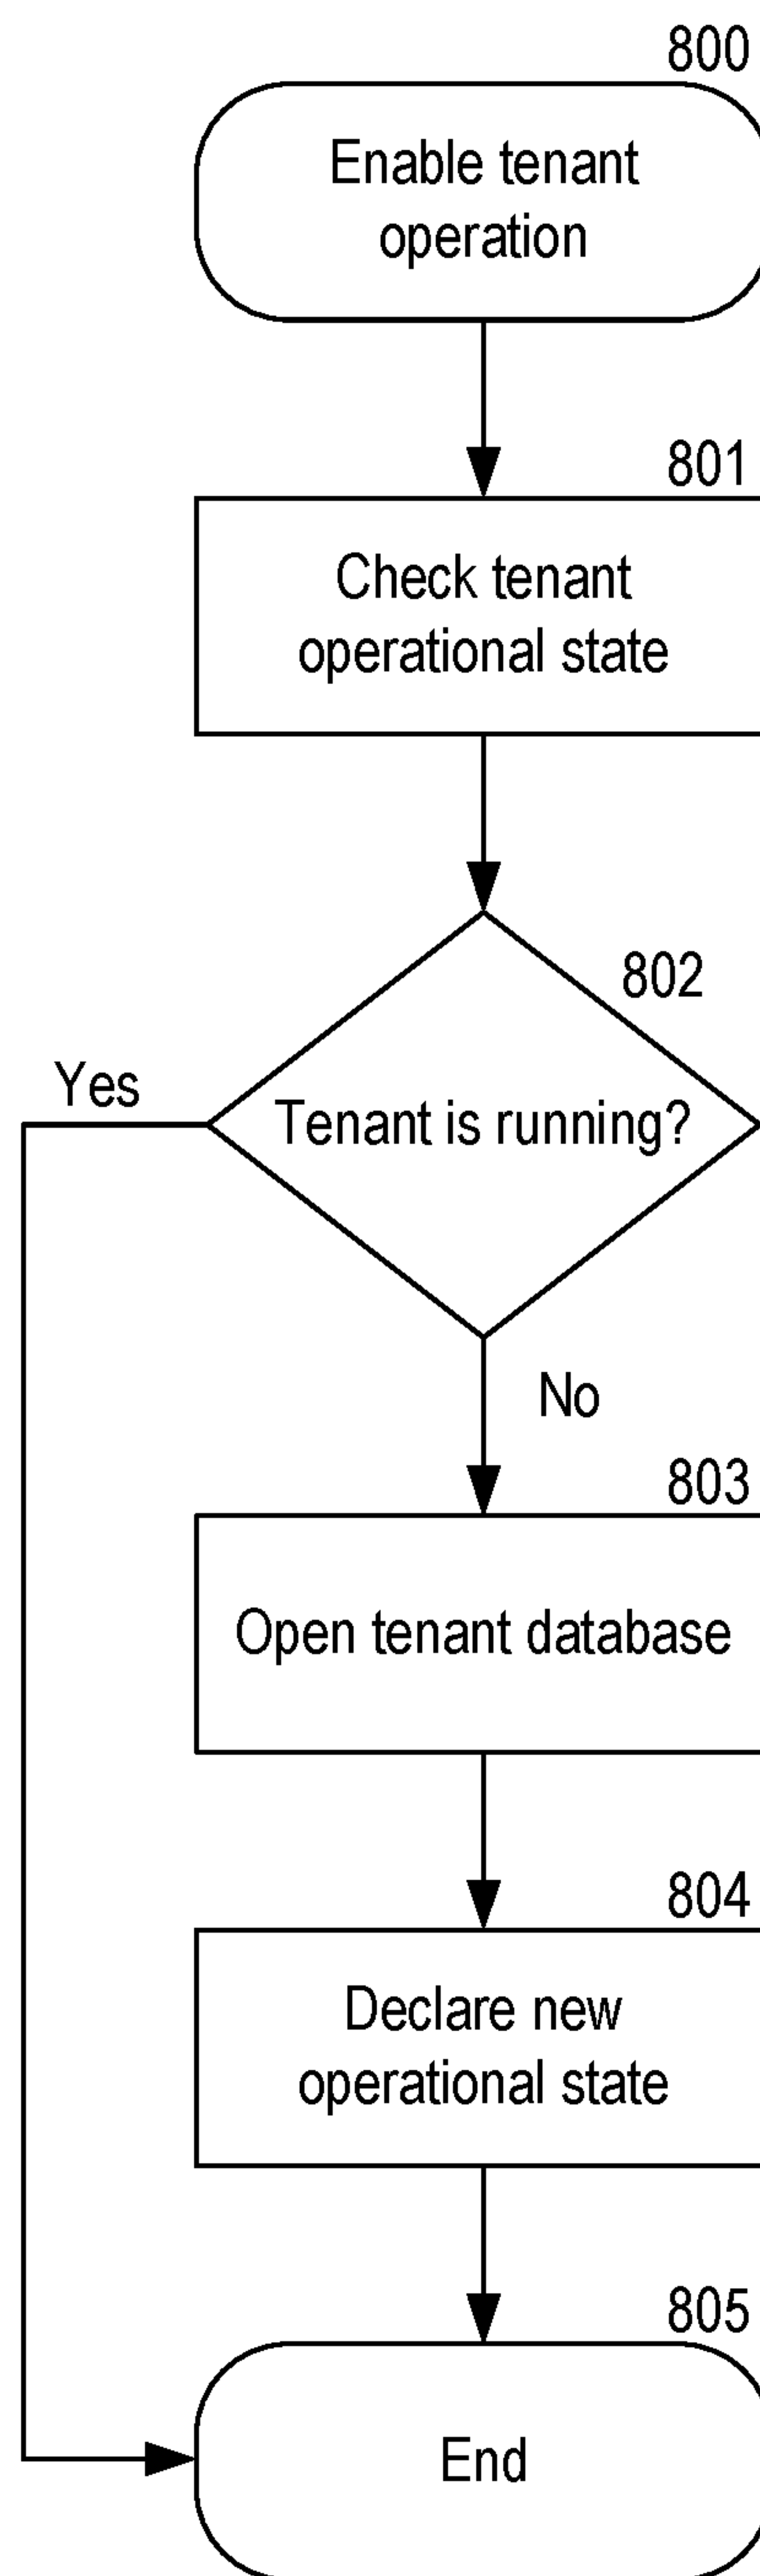 800
Enable tenant
operation
801
Check tenant
operational state
802
Yes
Tenant is running?
No
803
Open tenant database
804
Declare new
operational state
805
End